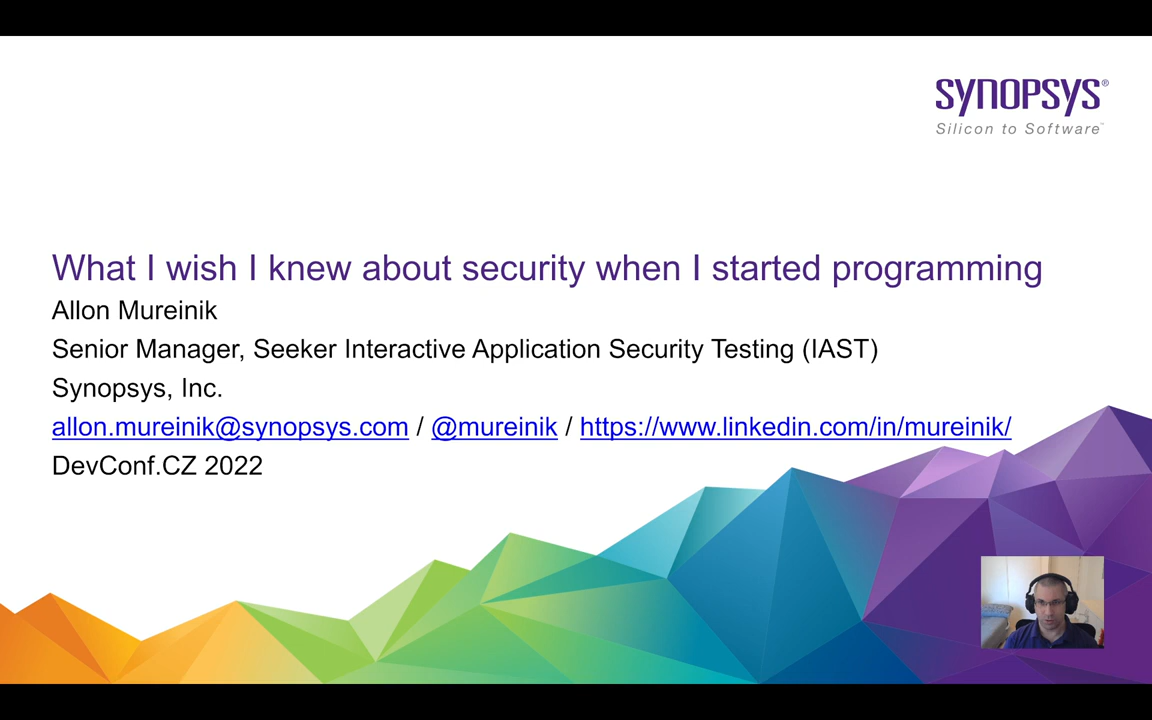 SYNOPSYS®
Silicon to Software™
What I wish I knew about security when I started programming
Allon Mureinik
Senior Manager, Seeker Interactive Application Security Testing (IAST)
Synopsys, Inc.
allon.mureinik@synopsys.com / @mureinik / https://www.linkedin.com/in/mureinik/
DevConf.CZ 2022